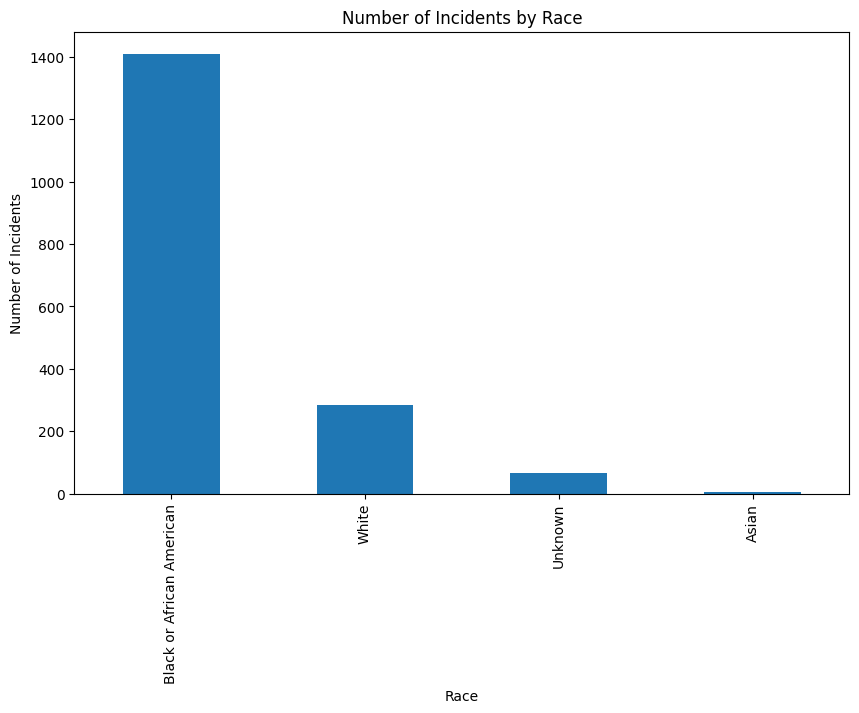 Number of Incidents by Race
Number of Incidents
1400
1200
1000
800
600
400
200
0
Black or African American
White
Unknown
Asian
Race